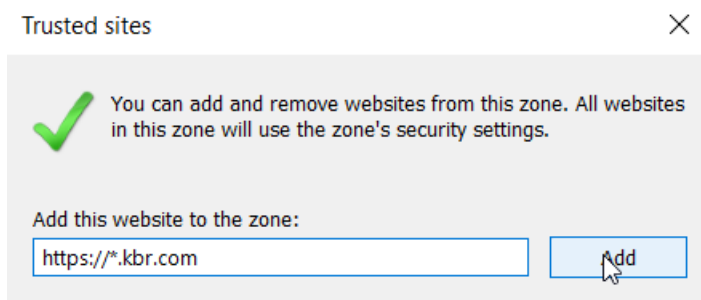 Trusted sites
You can add and remove websites from this zone. All websites
in this zone will use the zone's security settings.
Add this website to the zone:
https://*.kbr.com
Add